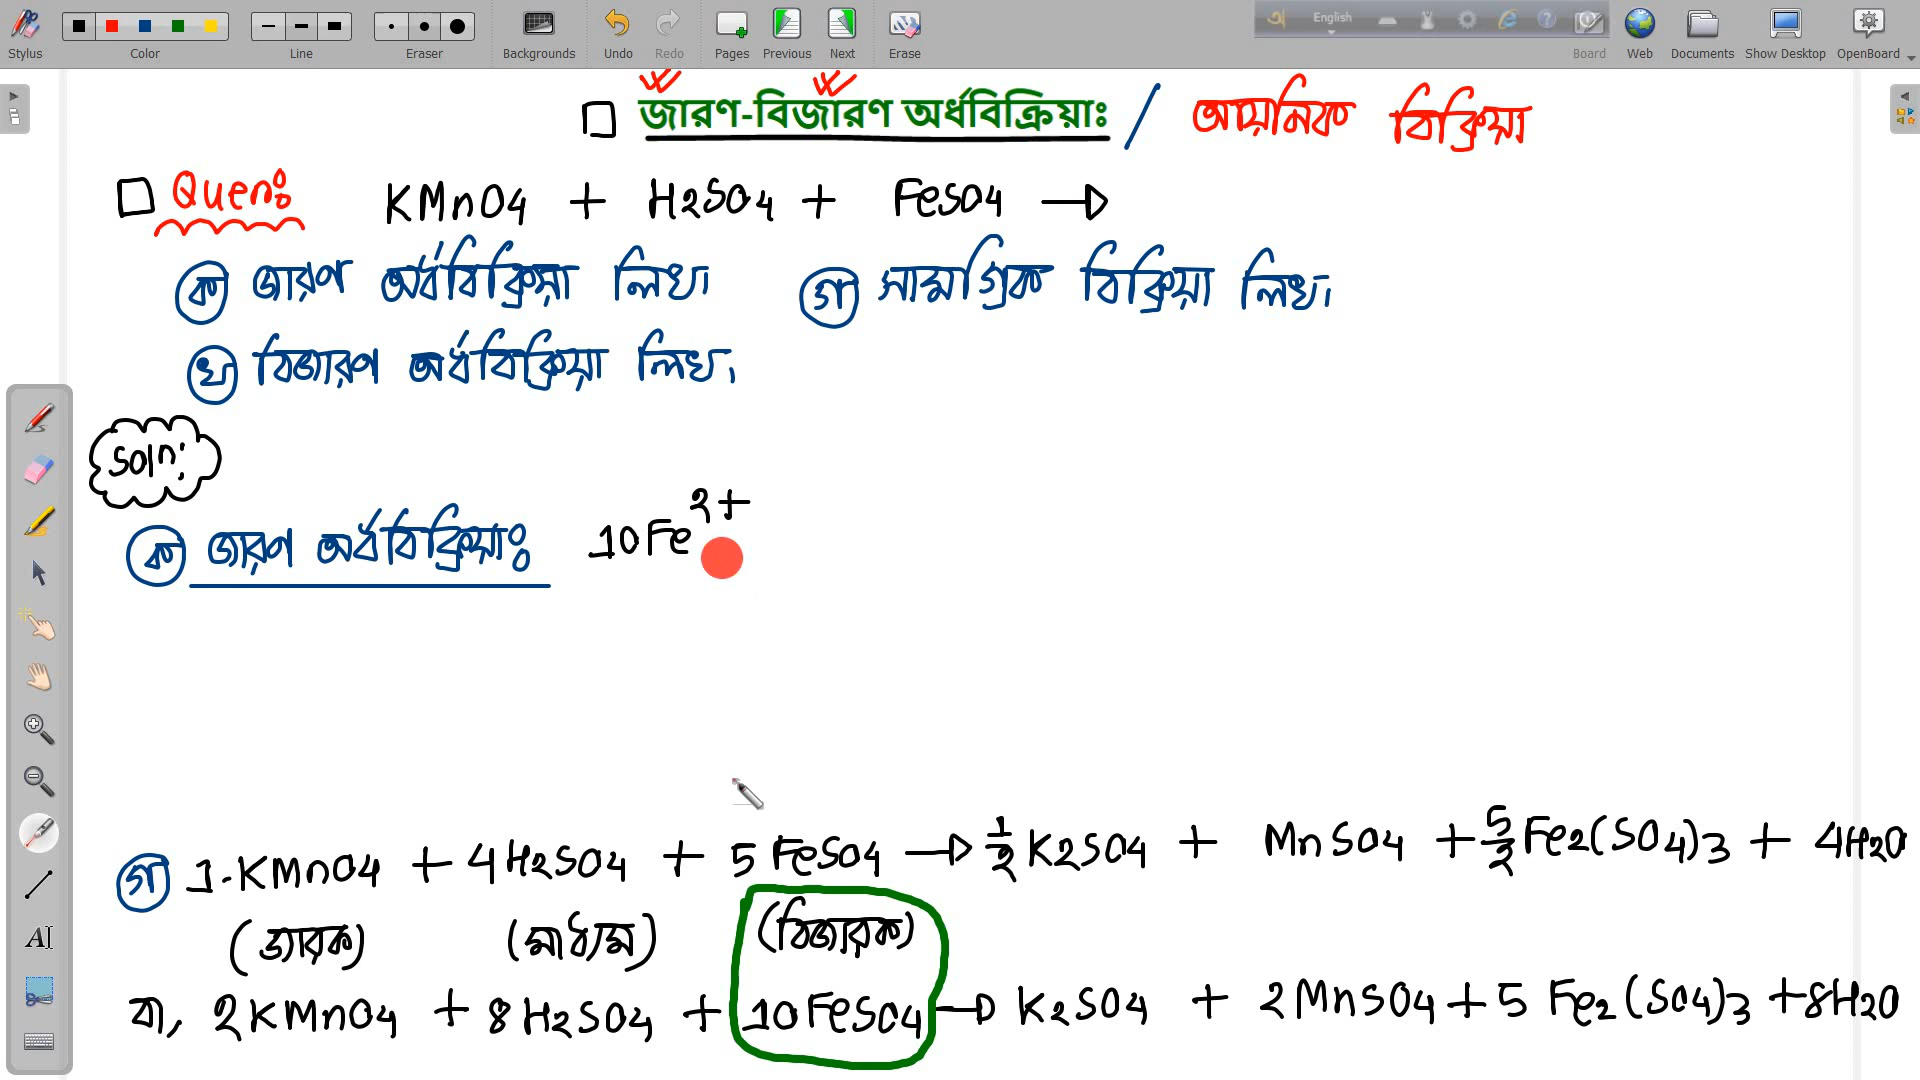 Stylus Color Line Eraser Backgrounds Undo Redo Pages Previous Next Erase English Board Web Documents Show Desktop OpenBoard
জারণ-বিজারণ অর্ধবিক্রিয়াঃ / আয়নিক বিক্রিয়া
Quen: KMnO4 + H2SO4 + FeSO4 →
ক জারণ অর্ধবিক্রিয়া লিখ। গ সামগ্রিক বিক্রিয়া লিখ।
খ বিজারণ অর্ধবিক্রিয়া লিখ।
Soln:
ক জারণ অর্ধবিক্রিয়াঃ 10Fe²⁺
গ 1.KMnO4 + 4H2SO4 + 5FeSO4 → 1/2 K2SO4 + MnSO4 + 5/2 Fe2(SO4)3 + 4H2O
(জারক) (মাধ্যম) (বিজারক)
বা, 2KMnO4 + 8H2SO4 + 10FeSO4 → K2SO4 + 2MnSO4 + 5 Fe2(SO4)3 + 8H2O